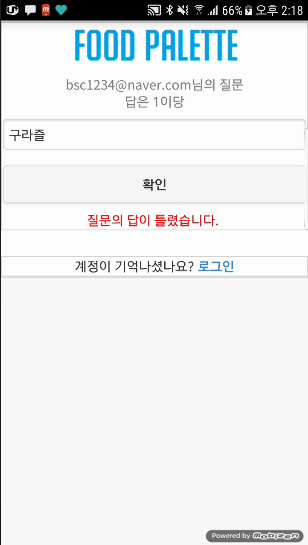 66% 오후 2:18
FOOD PALETTE
bsc1234@naver.com님의 질문
답은 1이당
구라즐
확인
질문의 답이 틀렸습니다.
계정이 기억나셨나요? 로그인
Powered by mobizen